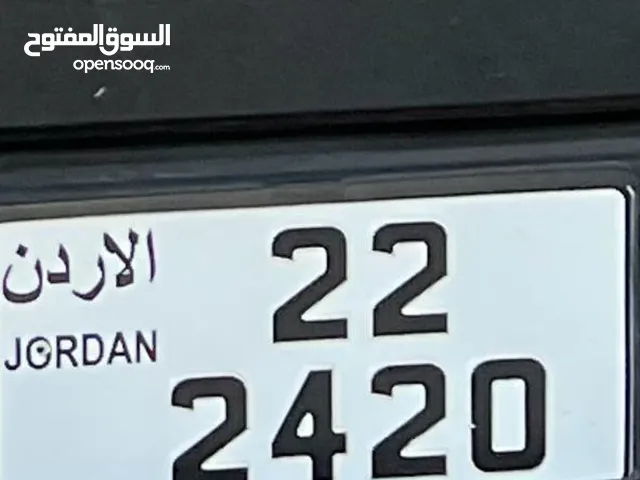 السوق المفتوح
opensooq.com
الاردن
22
JORDAN
2420